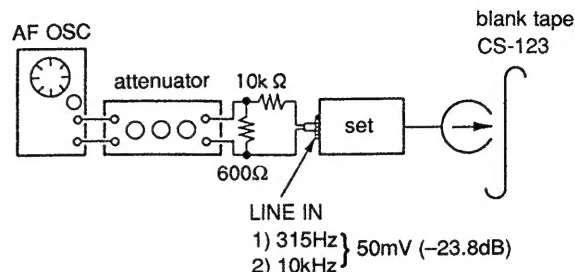 blank tape
CS-123
AF OSC
attenuator
10k Ω
set
600Ω
LINE IN
1) 315Hz
2) 10kHz
} 50mV (–23.8dB)